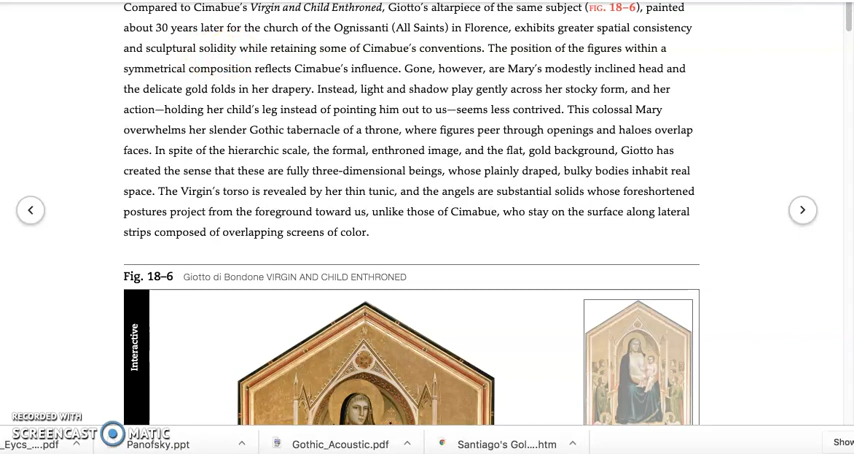 Compared to Cimabue's Virgin and Child Enthroned, Giotto's altarpiece of the same subject (FIG. 18–6), painted
about 30 years later for the church of the Ognissanti (All Saints) in Florence, exhibits greater spatial consistency
and sculptural solidity while retaining some of Cimabue's conventions. The position of the figures within a
symmetrical composition reflects Cimabue's influence. Gone, however, are Mary's modestly inclined head and
the delicate gold folds in her drapery. Instead, light and shadow play gently across her stocky form, and her
action—holding her child's leg instead of pointing him out to us—seems less contrived. This colossal Mary
overwhelms her slender Gothic tabernacle of a throne, where figures peer through openings and haloes overlap
faces. In spite of the hierarchic scale, the formal, enthroned image, and the flat, gold background, Giotto has
created the sense that these are fully three-dimensional beings, whose plainly draped, bulky bodies inhabit real
space. The Virgin's torso is revealed by her thin tunic, and the angels are substantial solids whose foreshortened
postures project from the foreground toward us, unlike those of Cimabue, who stay on the surface along lateral
strips composed of overlapping screens of color.
Fig. 18–6 Giotto di Bondone VIRGIN AND CHILD ENTHRONED
Interactive
RECORDED WITH
SCREENCAST MATIC
_Eycs_....pdf
Panofsky.ppt
Gothic_Acoustic.pdf
Santiago's Gol....htm
Show